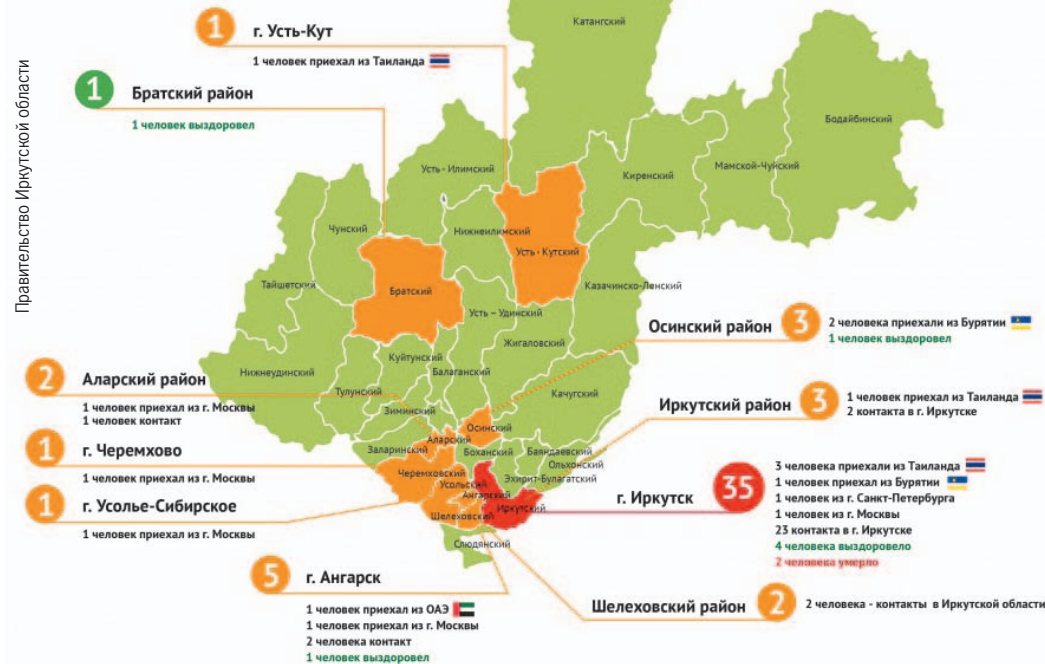 Правительство Иркутской области
1
г. Усть-Кут
1 человек приехал из Таиланда
1
Братский район
1 человек выздоровел
Катангский
Бодайбинский
Мамской-Чуйский
Киренский
Усть - Илимский
Нижнеилимский
Усть - Кутский
Чунский
Тайшетский
Братский
Казачинско-Ленский
Усть – Удинский
Жигаловский
Нижнеудинский
Куйтунский
Балаганский
Тулунский
Качугский
Зиминский
Осинский
Аларский
Заларинский
Боханский
Баяндаевский
Ольхонский
Черемховский
Эхирит-Булагатский
Усольский
Ангарский
Иркутский
Шелеховский
Слюдянский
Осинский район
3
2 человека приехали из Бурятии
1 человек выздоровел
2
Аларский район
1 человек приехал из г. Москвы
1 человек контакт
Иркутский район
3
1 человек приехал из Таиланда
2 контакта в г. Иркутске
1
г. Черемхово
1 человек приехал из г. Москвы
г. Иркутск
35
3 человека приехали из Таиланда
1 человек приехал из Бурятии
1 человек из г. Санкт-Петербурга
1 человек из г. Москвы
23 контакта в г. Иркутске
4 человека выздоровело
2 человека умерло
1
г. Усолье-Сибирское
1 человек приехал из г. Москвы
5
г. Ангарск
1 человек приехал из ОАЭ
1 человек приехал из г. Москвы
2 человека контакт
1 человек выздоровел
Шелеховский район
2
2 человека - контакты в Иркутской области